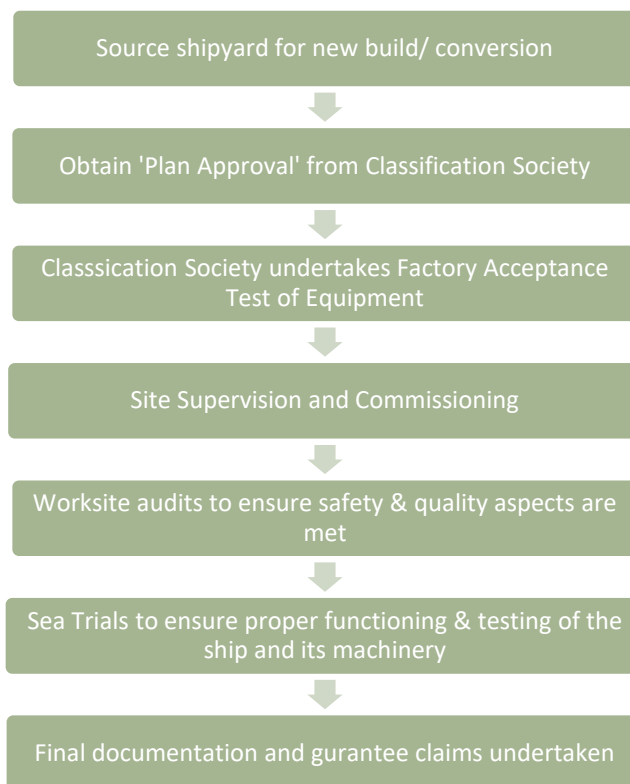 Source shipyard for new build/ conversion
Obtain 'Plan Approval' from Classification Society
Classsication Society undertakes Factory Acceptance
Test of Equipment
Site Supervision and Commissioning
Worksite audits to ensure safety & quality aspects are
met
Sea Trials to ensure proper functioning & testing of the
ship and its machinery
Final documentation and gurantee claims undertaken